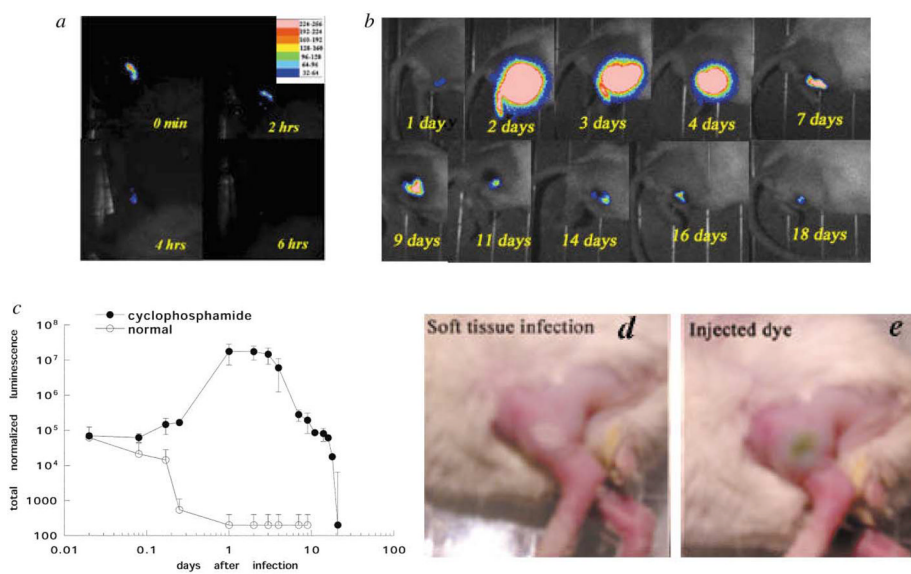 a
224-256
192-224
160-192
128-160
96-128
64-96
32-64
0 min
2 hrs
4 hrs
6 hrs
b
1 day
2 days
3 days
4 days
7 days
9 days
11 days
14 days
16 days
18 days
c
cyclophosphamide
normal
total normalized luminescence
10⁸
10⁷
10⁶
10⁵
10⁴
1000
100
0.01
0.1
1
10
100
days after infection
Soft tissue infection
d
Injected dye
e